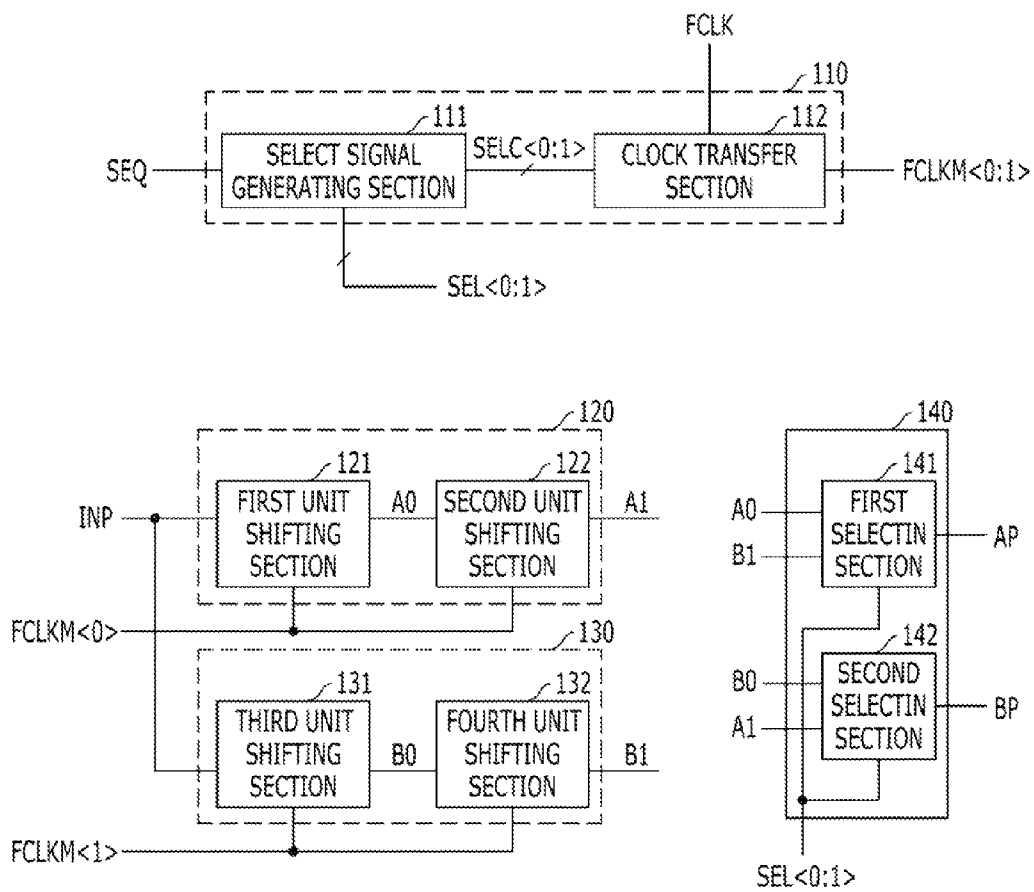 FCLK
110
111
112
SEQ
SELECT SIGNAL
GENERATING SECTION
SELC<0:1>
CLOCK TRANSFER
SECTION
FCLKM<0:1>
SEL<0:1>
120
121
122
INP
FIRST UNIT
SHIFTING
SECTION
A0
SECOND UNIT
SHIFTING
SECTION
A1
FCLKM<0>
130
131
132
THIRD UNIT
SHIFTING
SECTION
B0
FOURTH UNIT
SHIFTING
SECTION
B1
FCLKM<1>
140
141
A0
B1
FIRST
SELECTIN
SECTION
AP
142
B0
A1
SECOND
SELECTIN
SECTION
BP
SEL<0:1>